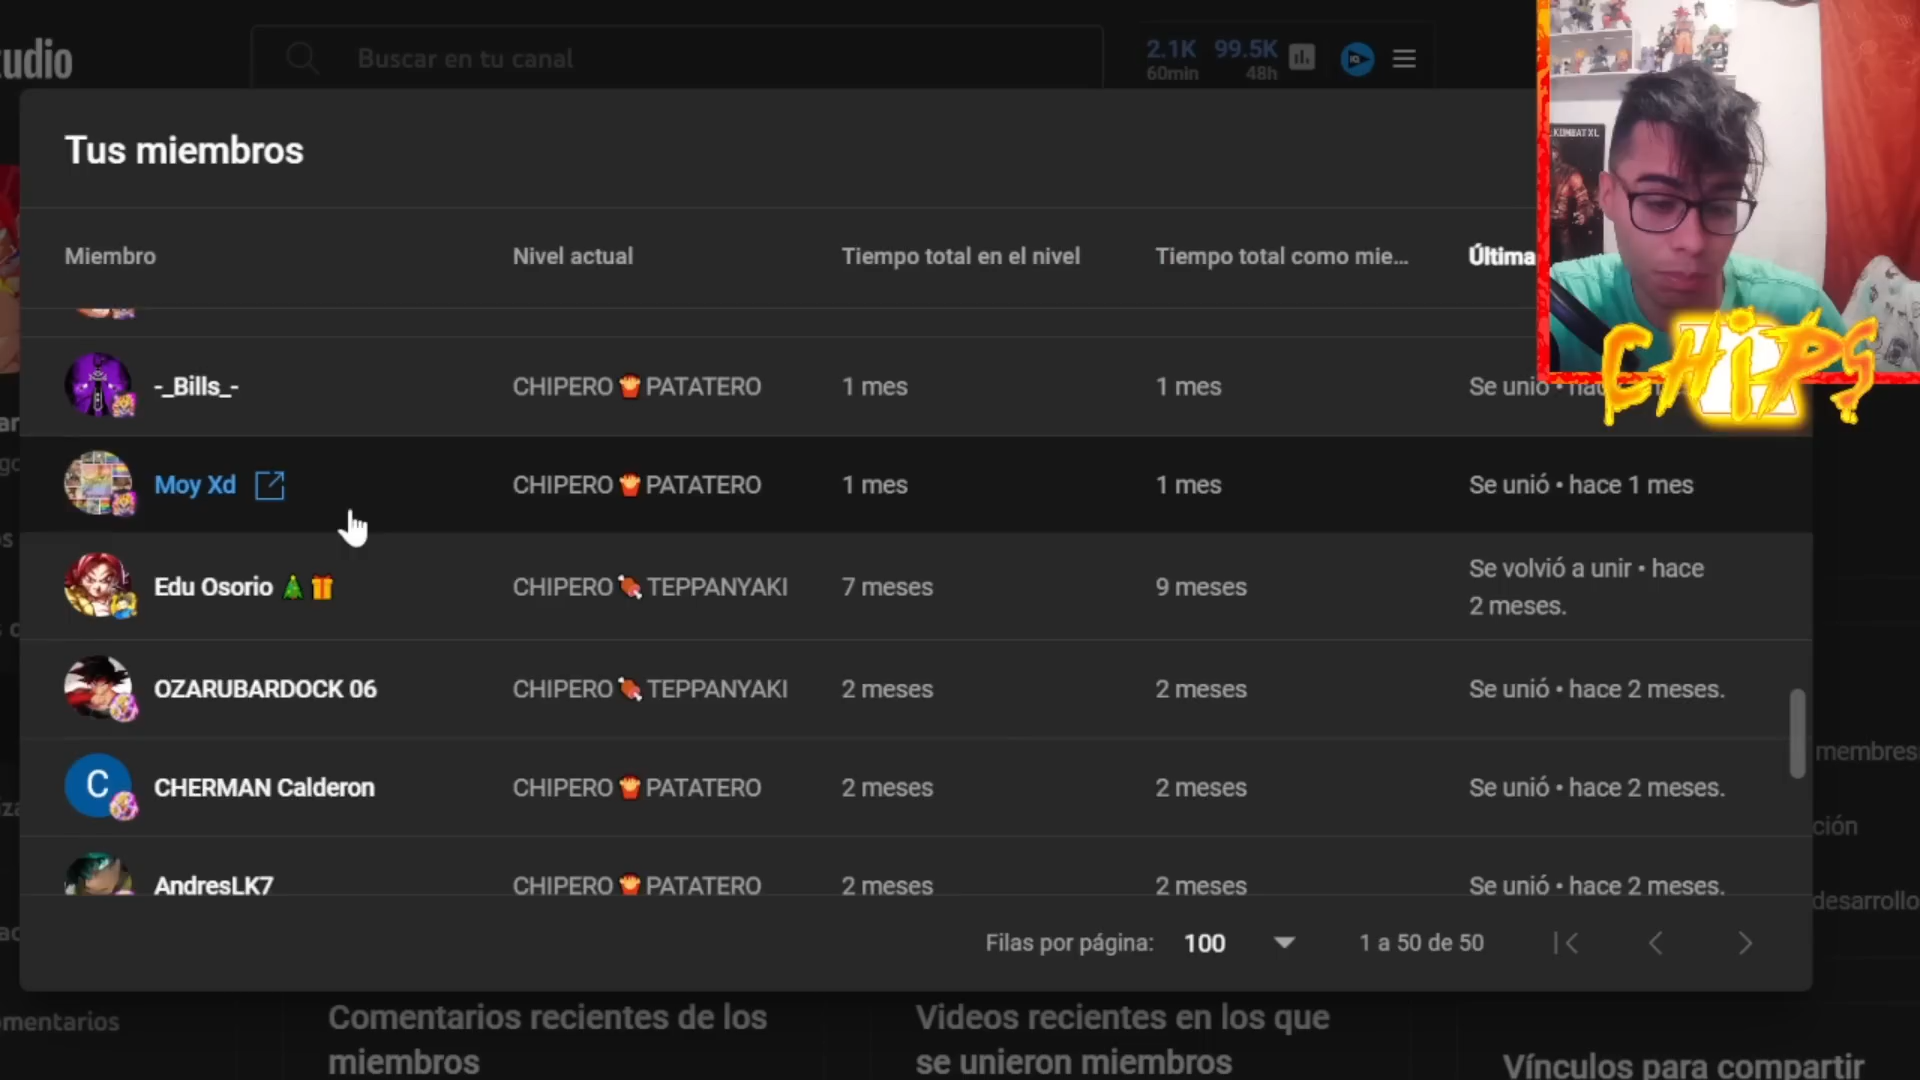 tudio
Buscar en tu canal
2.1K 99.5K
60min 48h
KOMBAT XL
Tus miembros
Miembro Nivel actual Tiempo total en el nivel Tiempo total como mie... Última
-_Bills_- CHIPERO PATATERO 1 mes 1 mes Se unió •
CHIPS
Moy Xd CHIPERO PATATERO 1 mes 1 mes Se unió • hace 1 mes
Edu Osorio CHIPERO TEPPANYAKI 7 meses 9 meses Se volvió a unir • hace
2 meses.
OZARUBARDOCK 06 CHIPERO TEPPANYAKI 2 meses 2 meses Se unió • hace 2 meses.
membres
CHERMAN Calderon CHIPERO PATATERO 2 meses 2 meses Se unió • hace 2 meses.
ción
C
AndresLK7 CHIPERO PATATERO 2 meses 2 meses Se unió • hace 2 meses.
desarrollo
Filas por página: 100 1 a 50 de 50
omentarios
Comentarios recientes de los
miembros
Videos recientes en los que
se unieron miembros
Vínculos para compartir